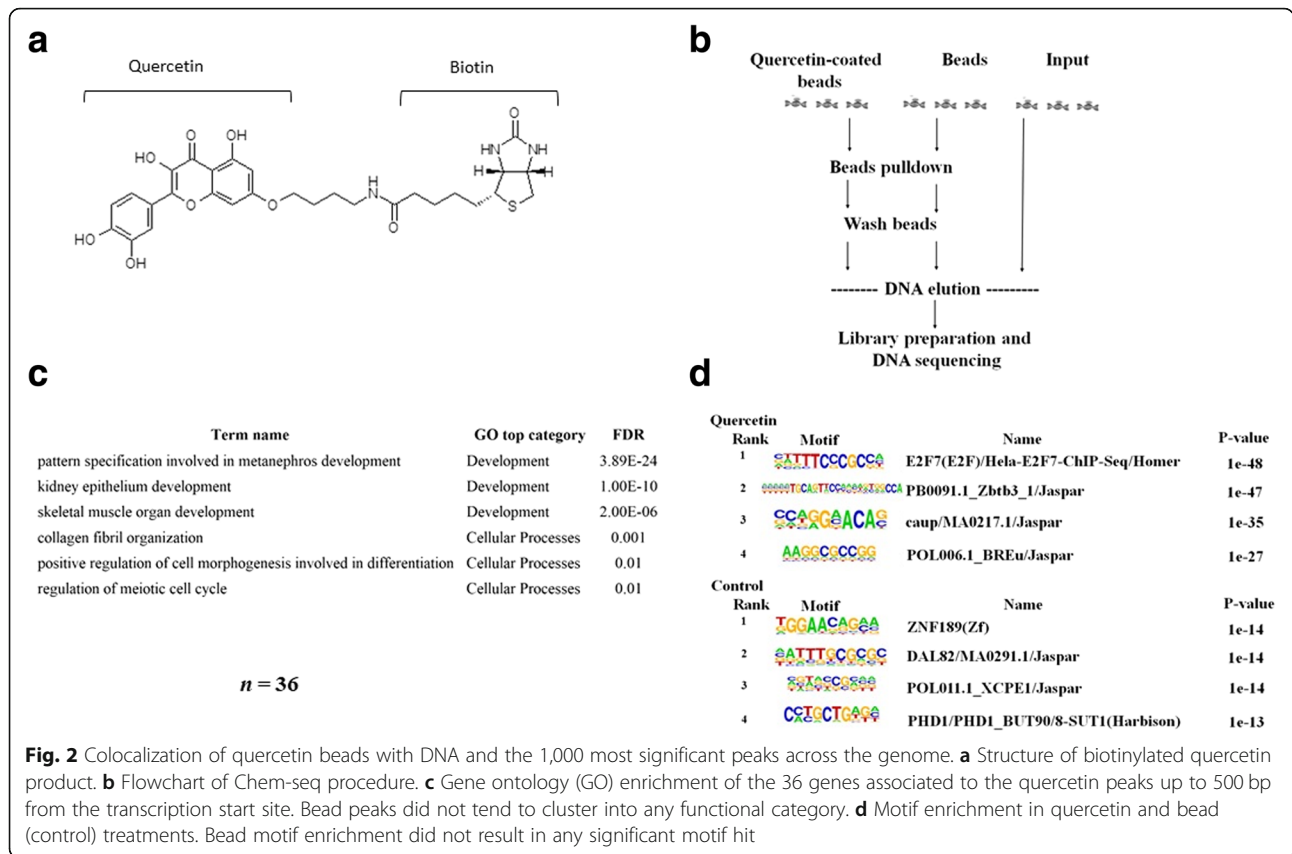 a
Quercetin
Biotin
O
OH
HO
O
O
HO
OH
H
N
O
O
HN
NH
H
H
S
b
Quercetin-coated beads
Beads
Input
Beads pulldown
Wash beads
-------- DNA elution ---------
Library preparation and
DNA sequencing
c
Term name GO top category FDR
pattern specification involved in metanephros development Development 3.89E-24
kidney epithelium development Development 1.00E-10
skeletal muscle organ development Development 2.00E-06
collagen fibril organization Cellular Processes 0.001
positive regulation of cell morphogenesis involved in differentiation Cellular Processes 0.01
regulation of meiotic cell cycle Cellular Processes 0.01
n = 36
d
Quercetin
Rank Motif Name P-value
1 E2F7(E2F)/Hela-E2F7-ChIP-Seq/Homer 1e-48
2 PB0091.1_Zbtb3_1/Jaspar 1e-47
3 caup/MA0217.1/Jaspar 1e-35
4 AAGGCGCCGG POL006.1_BREu/Jaspar 1e-27
Control
Rank Motif Name P-value
1 ZNF189(Zf) 1e-14
2 DAL82/MA0291.1/Jaspar 1e-14
3 POL011.1_XCPE1/Jaspar 1e-14
4 PHD1/PHD1_BUT90/8-SUT1(Harbison) 1e-13
Fig. 2 Colocalization of quercetin beads with DNA and the 1,000 most significant peaks across the genome. a Structure of biotinylated quercetin
product. b Flowchart of Chem-seq procedure. c Gene ontology (GO) enrichment of the 36 genes associated to the quercetin peaks up to 500 bp
from the transcription start site. Bead peaks did not tend to cluster into any functional category. d Motif enrichment in quercetin and bead
(control) treatments. Bead motif enrichment did not result in any significant motif hit